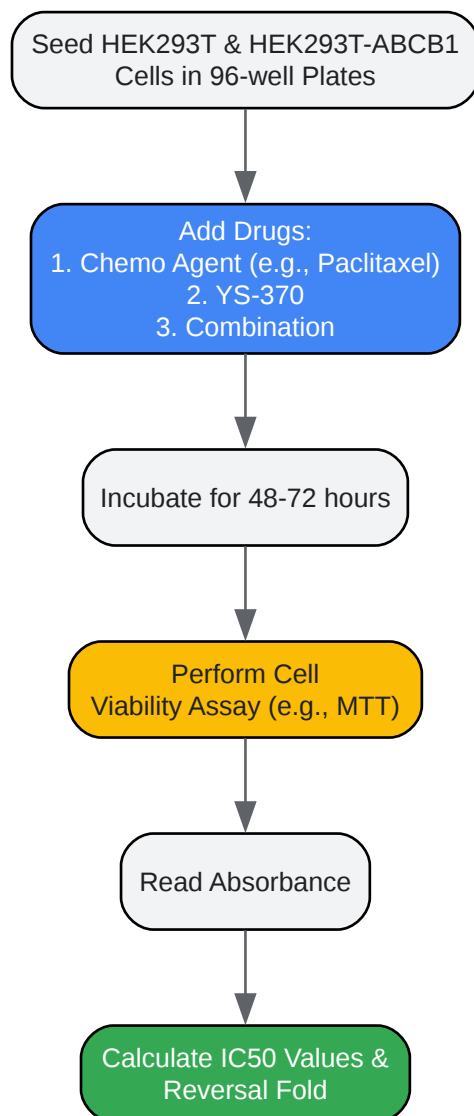 Seed HEK293T & HEK293T-ABCB1
Cells in 96-well Plates
Add Drugs:
1. Chemo Agent (e.g., Paclitaxel)
2. YS-370
3. Combination
Incubate for 48-72 hours
Perform Cell
Viability Assay (e.g., MTT)
Read Absorbance
Calculate IC50 Values &
Reversal Fold